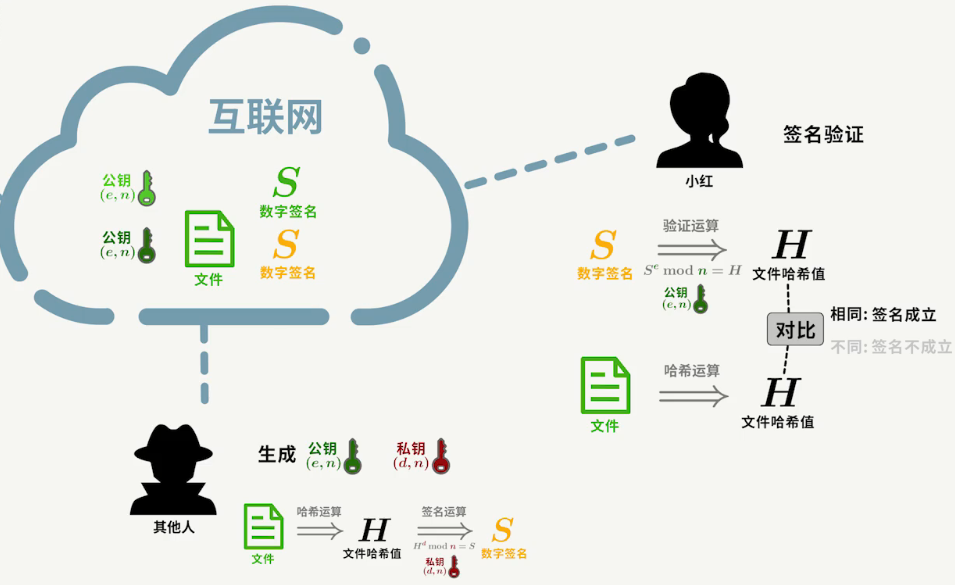 互联网
公钥
(e, n)
S
数字签名
公钥
(e, n)
文件
S
数字签名
小红
签名验证
S
数字签名
验证运算
Sᵉ mod n = H
公钥
(e, n)
H
文件哈希值
对比
相同: 签名成立
不同: 签名不成立
文件
哈希运算
H
文件哈希值
其他人
生成
公钥
(e, n)
私钥
(d, n)
文件
哈希运算
H
文件哈希值
签名运算
Hᵈ mod n = S
私钥
(d, n)
S
数字签名